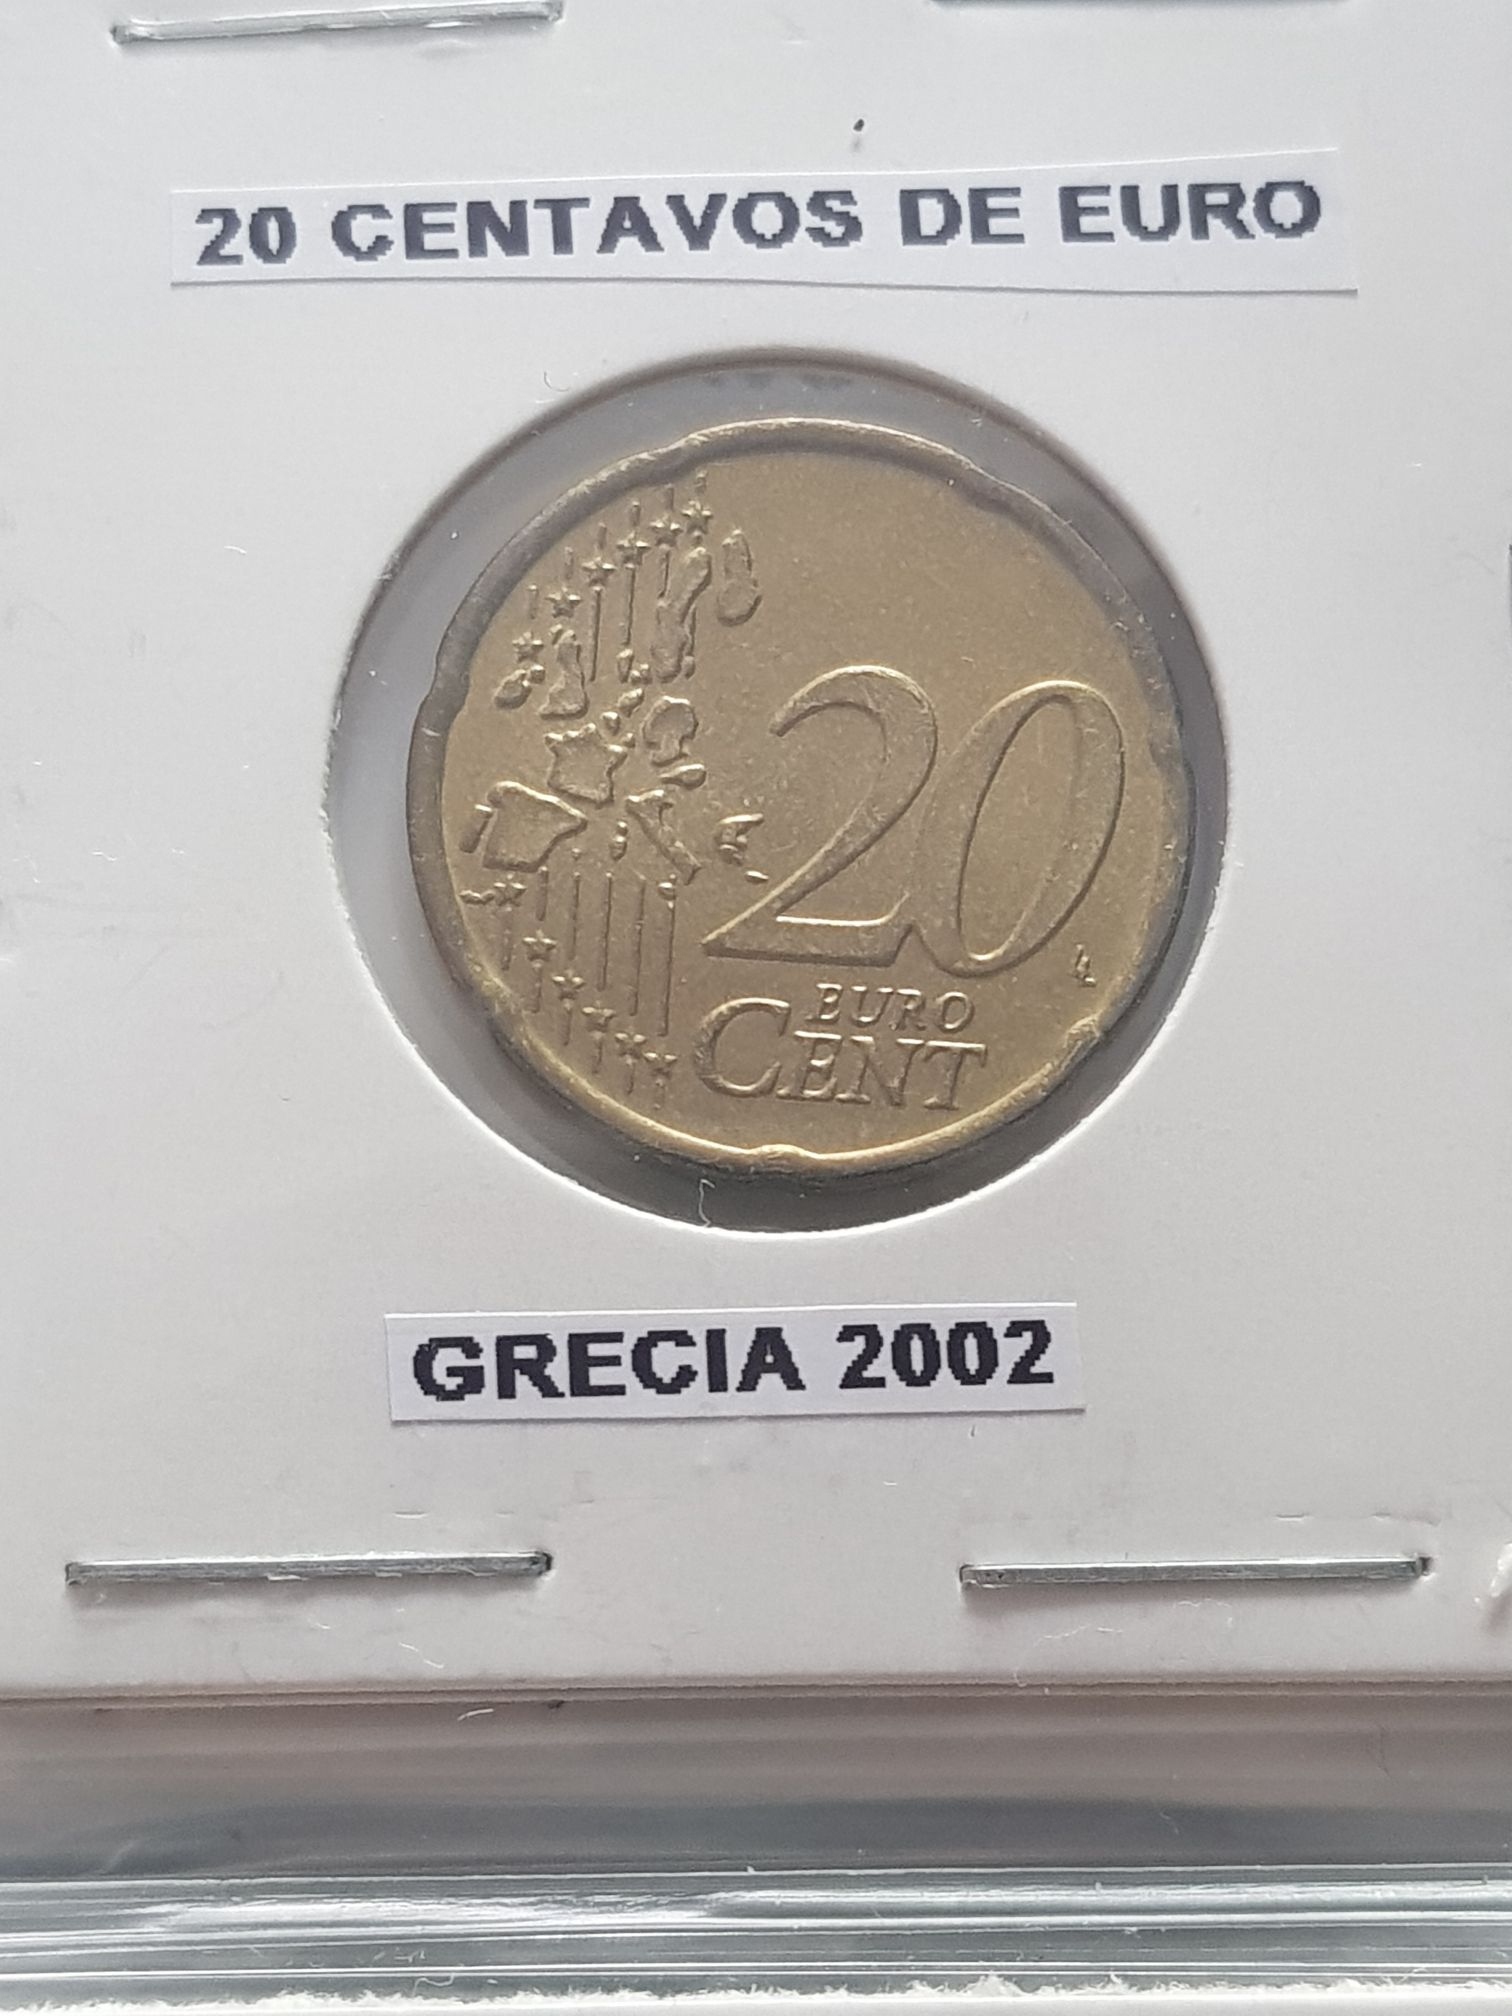 20 CENTAVOS DE EURO
20
EURO
CENT
GRECIA 2002